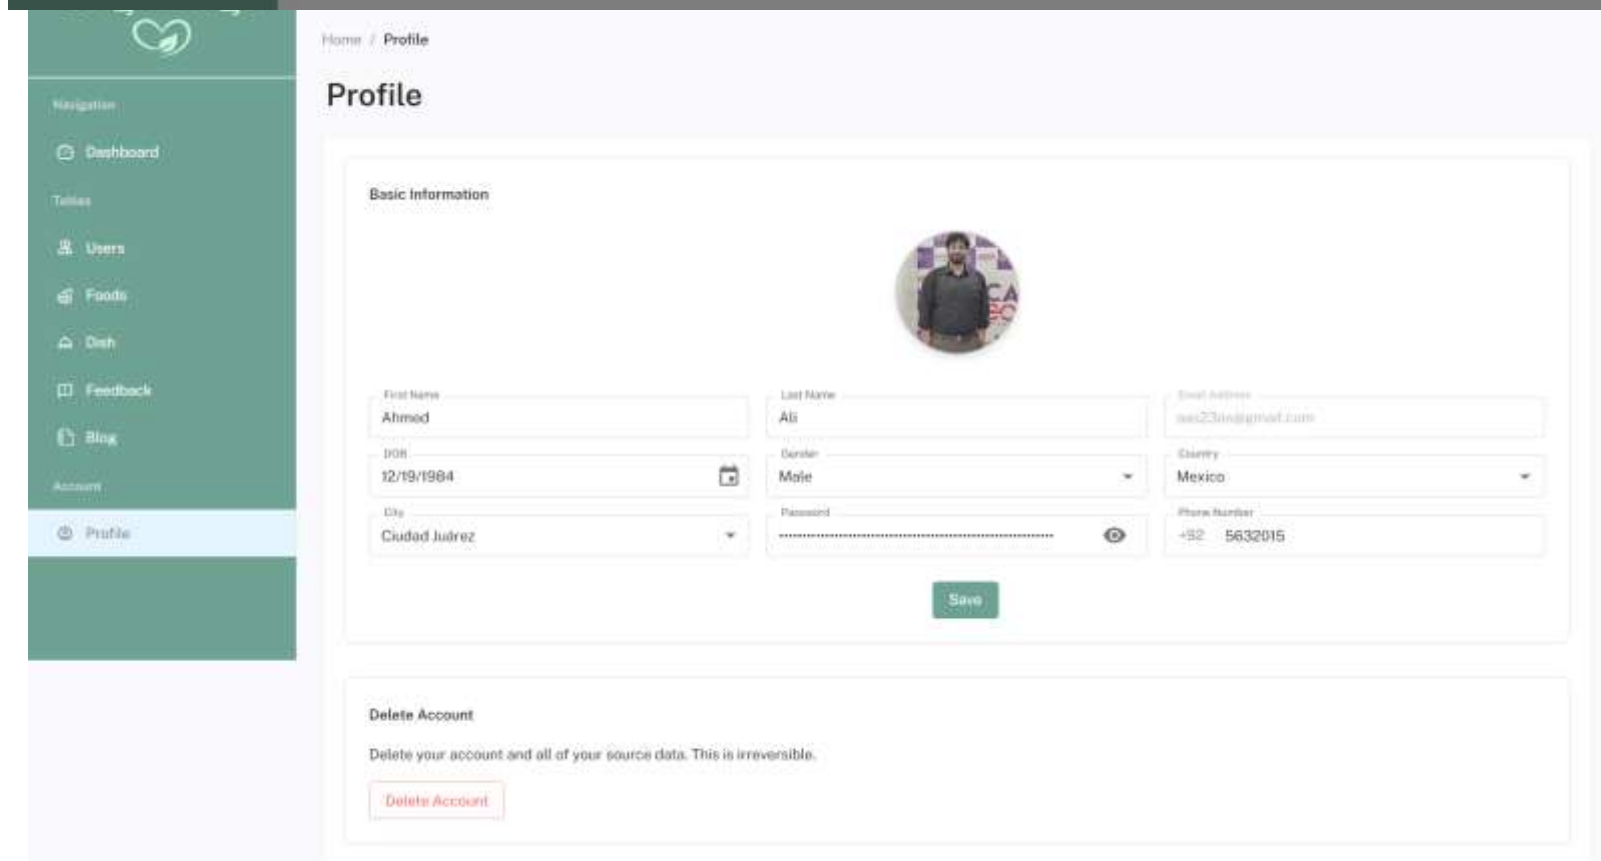 Home / Profile
Profile
Navigation
Dashboard
Tables
Users
Foods
Dish
Feedback
Blog
Account
Profile
Basic Information
CA
First Name
Ahmed
Last Name
Ali
Email Address
DOB
12/19/1984
Gender
Male
Country
Mexico
City
Ciudad Juárez
Password
Phone Number
+92 5632015
Save
Delete Account
Delete your account and all of your source data. This is irreversible.
Delete Account